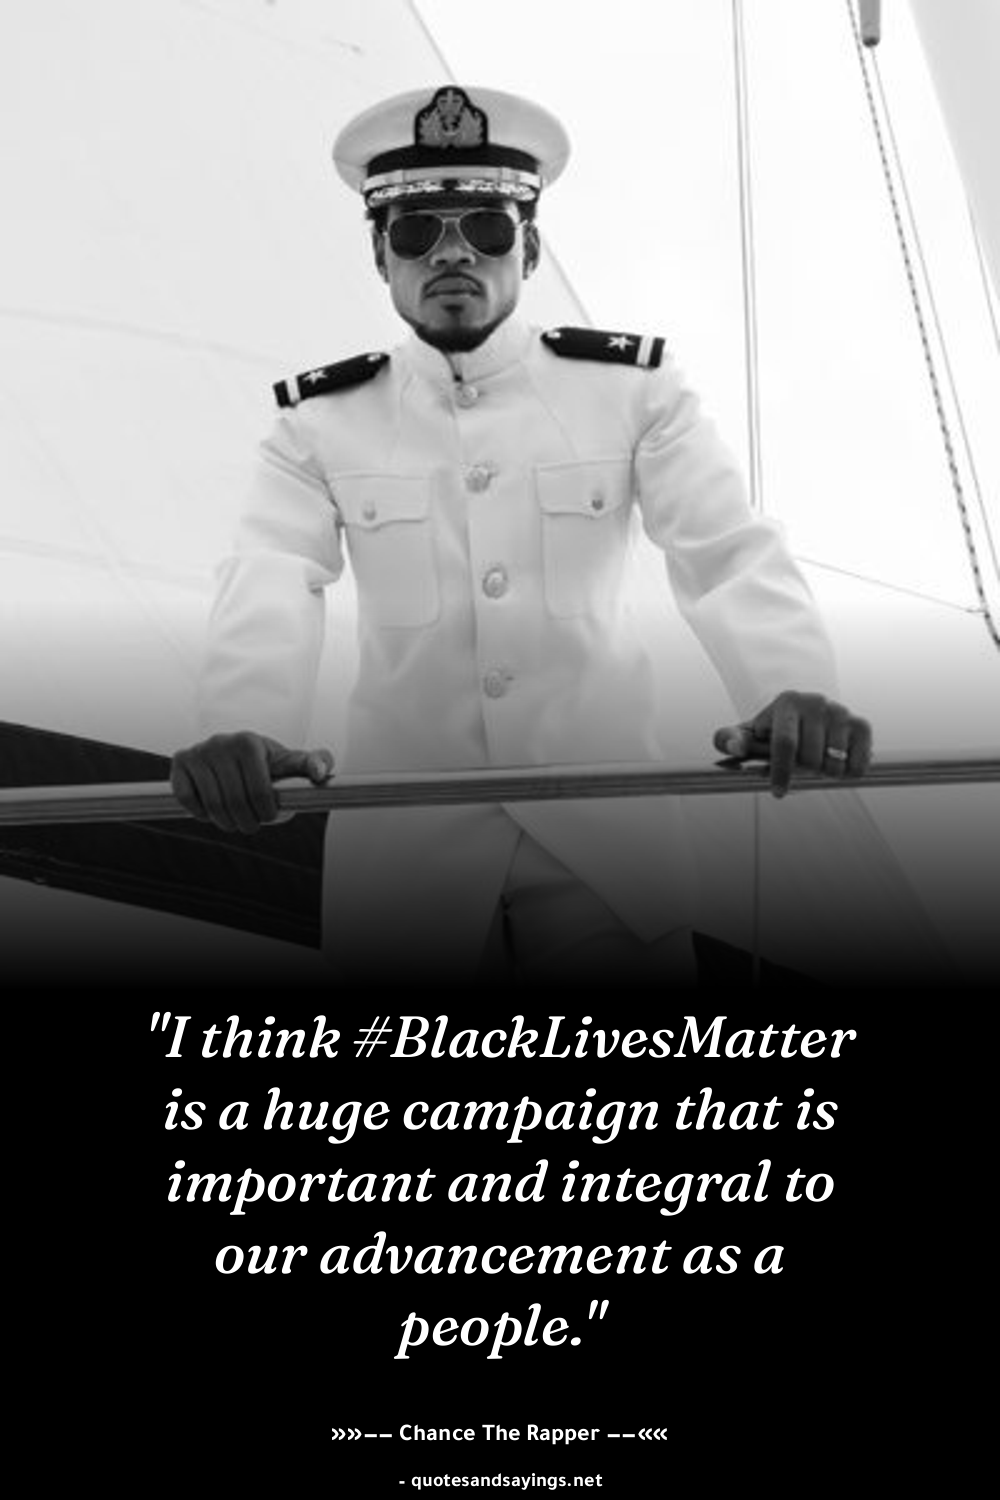 "I think #BlackLivesMatter
is a huge campaign that is
important and integral to
our advancement as a
people."
»»–– Chance The Rapper ––««
- quotesandsayings.net